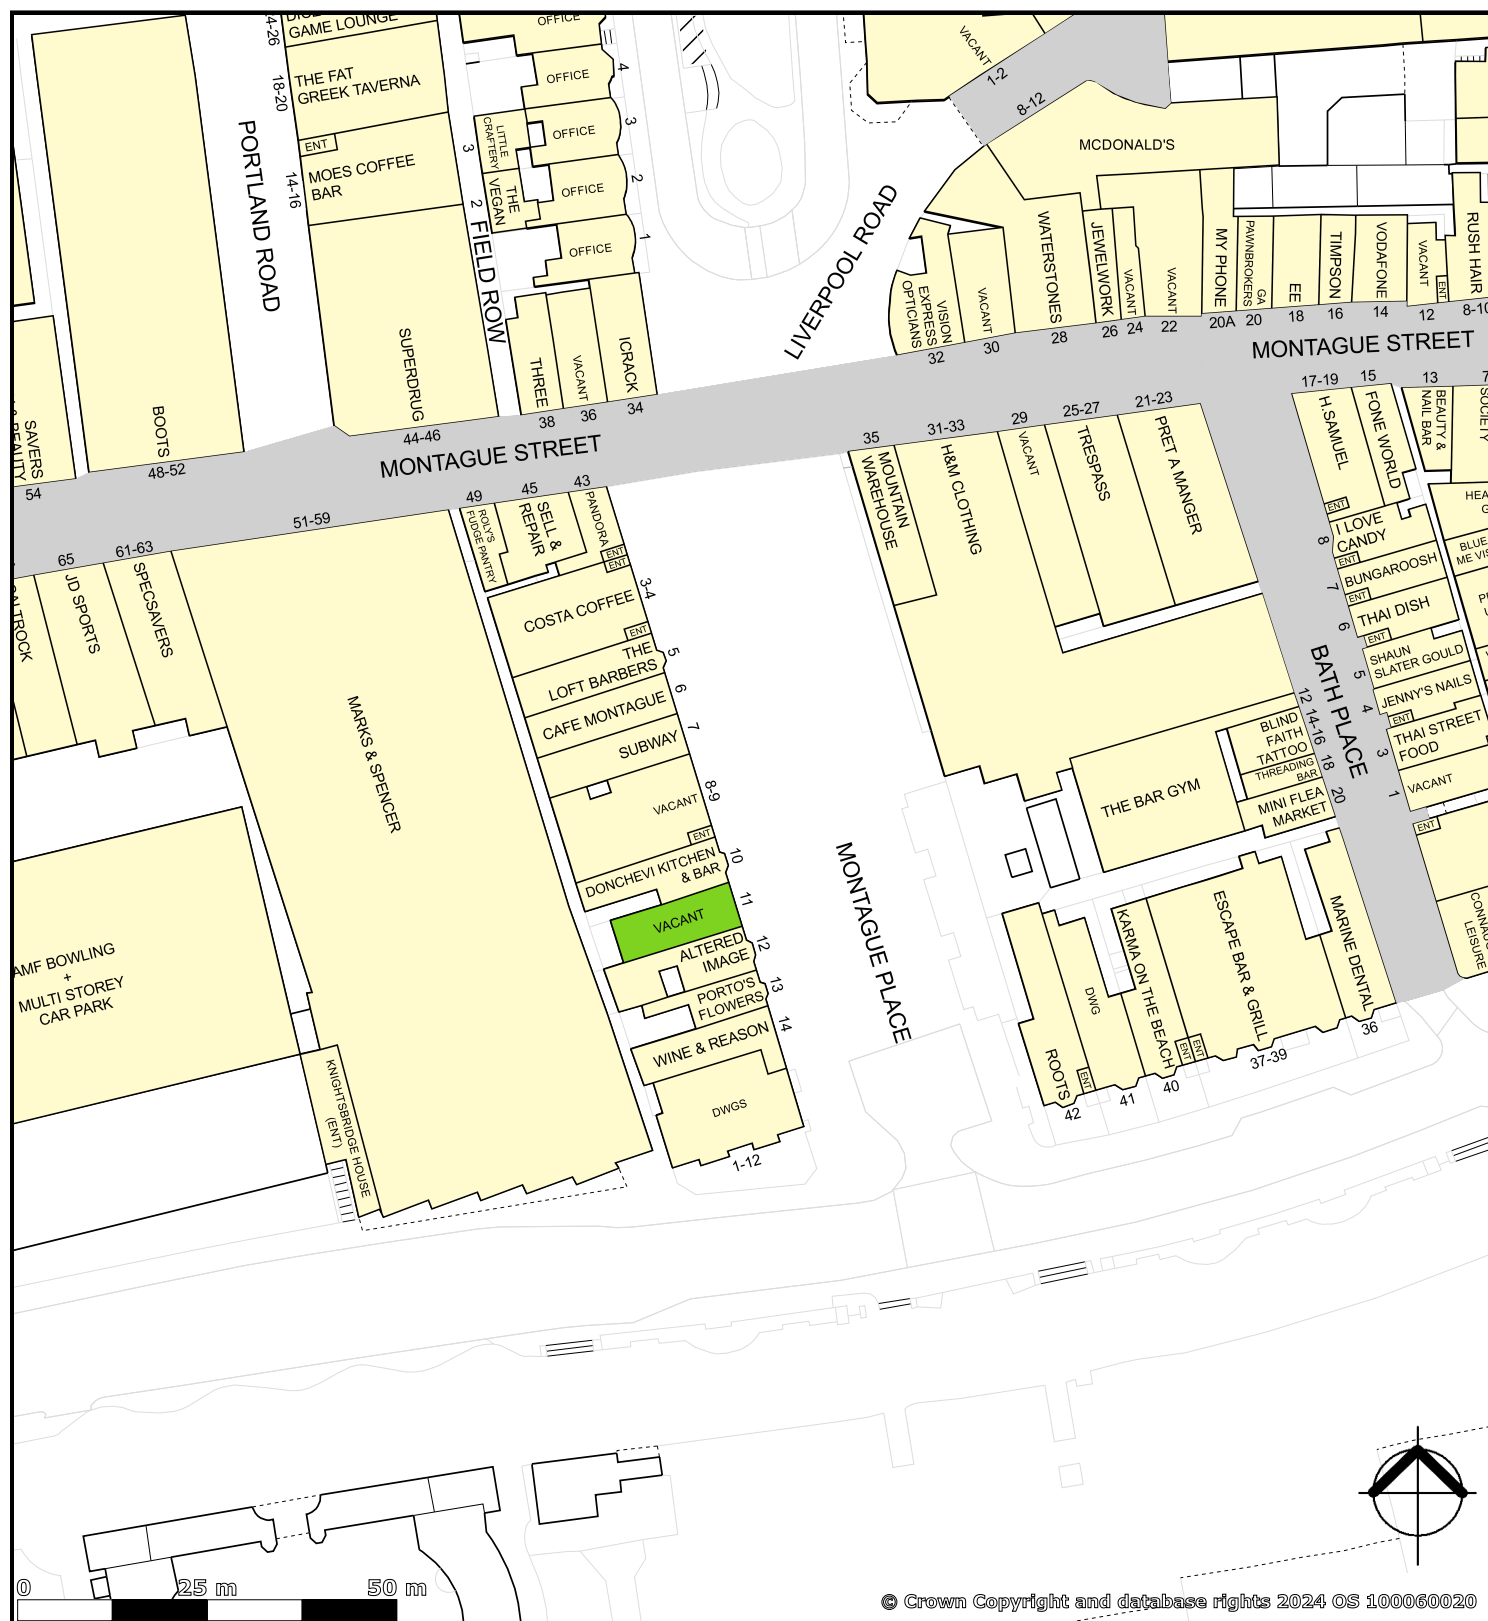 GAME LOUNGE
18-20
THE FAT
GREEK TAVERNA
ENT
MOES COFFEE
BAR
14-16
PORTLAND ROAD
BOOTS
48-52
SUPERDRUG
44-46
SAVERS
54
OFFICE
4
OFFICE
3
OFFICE
2
OFFICE
1
OFFICE
LITTLE
CRAFTERY
3
THE
VEGAN
2
FIELD ROW
THREE
38
VACANT
36
ICRACK
34
MONTAGUE STREET
LIVERPOOL ROAD
VACANT
1-2
8-12
MCDONALD'S
VISION
EXPRESS
OPTICIANS
32
VACANT
30
WATERSTONES
28
JEWELWORK
26
VACANT
24
VACANT
22
MY PHONE
20A
GA
PAWNBROKERS
20
EE
18
TIMPSON
16
VODAFONE
14
VACANT
ENT
12
RUSH HAIR
8-10
MONTAGUE STREET
65
JD SPORTS
61-63
SPECSAVERS
51-59
MARKS & SPENCER
49
ROLY'S
FUDGE PANTRY
45
SELL &
REPAIR
43
PANDORA
ENT
ENT
COSTA COFFEE
3-4
ENT
THE
LOFT BARBERS
5
CAFE MONTAGUE
6
SUBWAY
7
VACANT
8-9
ENT
DONCHEVI KITCHEN
& BAR
10
VACANT
11
ALTERED
IMAGE
12
PORTO'S
FLOWERS
13
WINE & REASON
14
DWGS
1-12
AMF BOWLING
+
MULTI STOREY
CAR PARK
KNIGHTSBRIDGE HOUSE
(ENT)
MONTAGUE PLACE
35
MOUNTAIN
WAREHOUSE
31-33
H&M CLOTHING
29
VACANT
25-27
TRESPASS
21-23
PRET A MANGER
17-19
H.SAMUEL
ENT
15
FONE WORLD
13
BEAUTY &
NAIL BAR
SOCIETY
I LOVE
CANDY
8
ENT
BUNGAROOSH
7
ENT
THAI DISH
6
ENT
SHAUN
SLATER GOULD
5
JENNY'S NAILS
4
ENT
THAI STREET
FOOD
3
VACANT
1
ENT
BATH PLACE
12
14-16
18
20
BLIND
FAITH
TATTOO
THREADING
BAR
MINI FLEA
MARKET
THE BAR GYM
LEISURE
ROOTS
ENT
42
DWG
41
KARMA ON THE BEACH
40
ENT
ENT
ESCAPE BAR & GRILL
37-39
MARINE DENTAL
36
0
25 m
50 m
© Crown Copyright and database rights 2024 OS 100060020